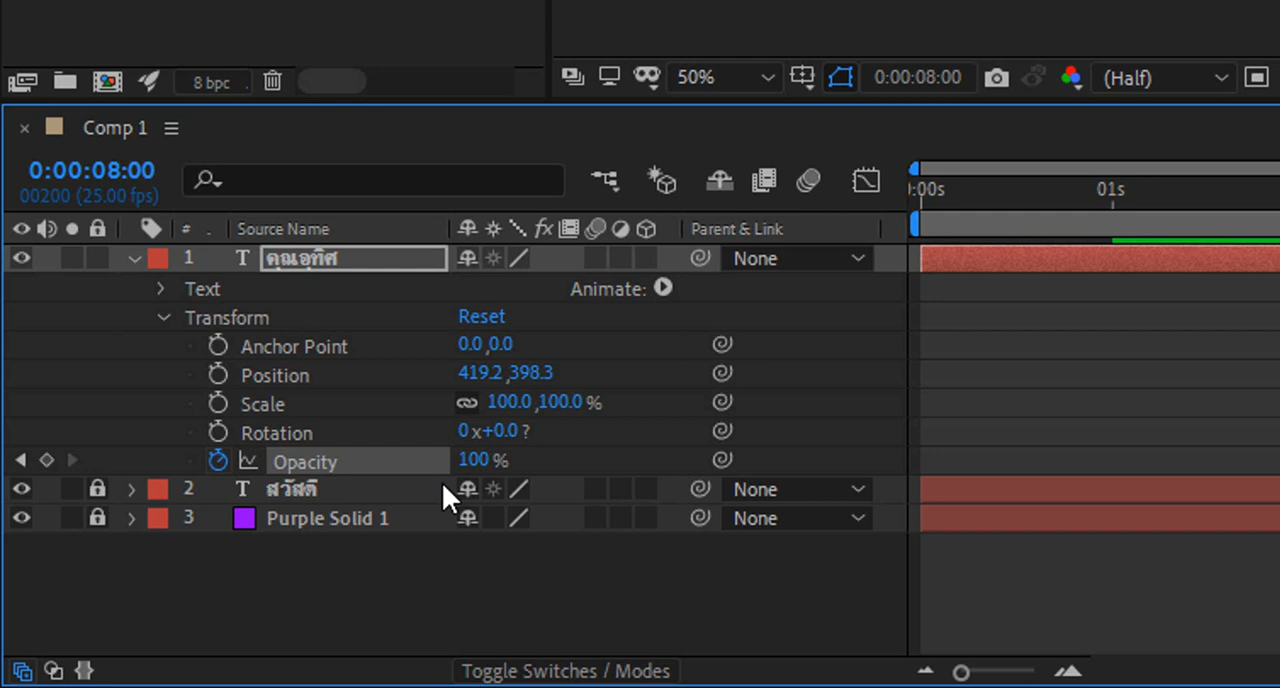 8 bpc
50%
0:00:08:00
(Half)
Comp 1
0:00:08:00
00200 (25.00 fps)
):00s
01s
#
.
Source Name
fx
Parent & Link
1
T
คุณอุทิศ
None
Text
Animate:
Transform
Reset
Anchor Point
0.0,0.0
Position
419.2,398.3
Scale
100.0,100.0 %
Rotation
0x+0.0 ?
Opacity
100 %
2
T
สวัสดี
None
3
Purple Solid 1
None
Toggle Switches / Modes